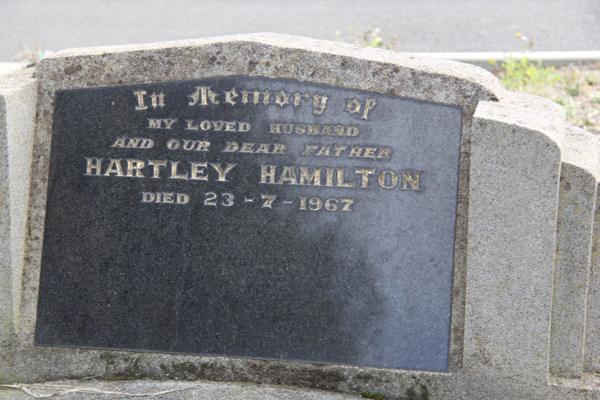 In Memory of
MY LOVED HUSBAND
AND OUR DEAR FATHER
HARTLEY HAMILTON
DIED 23-7-1967